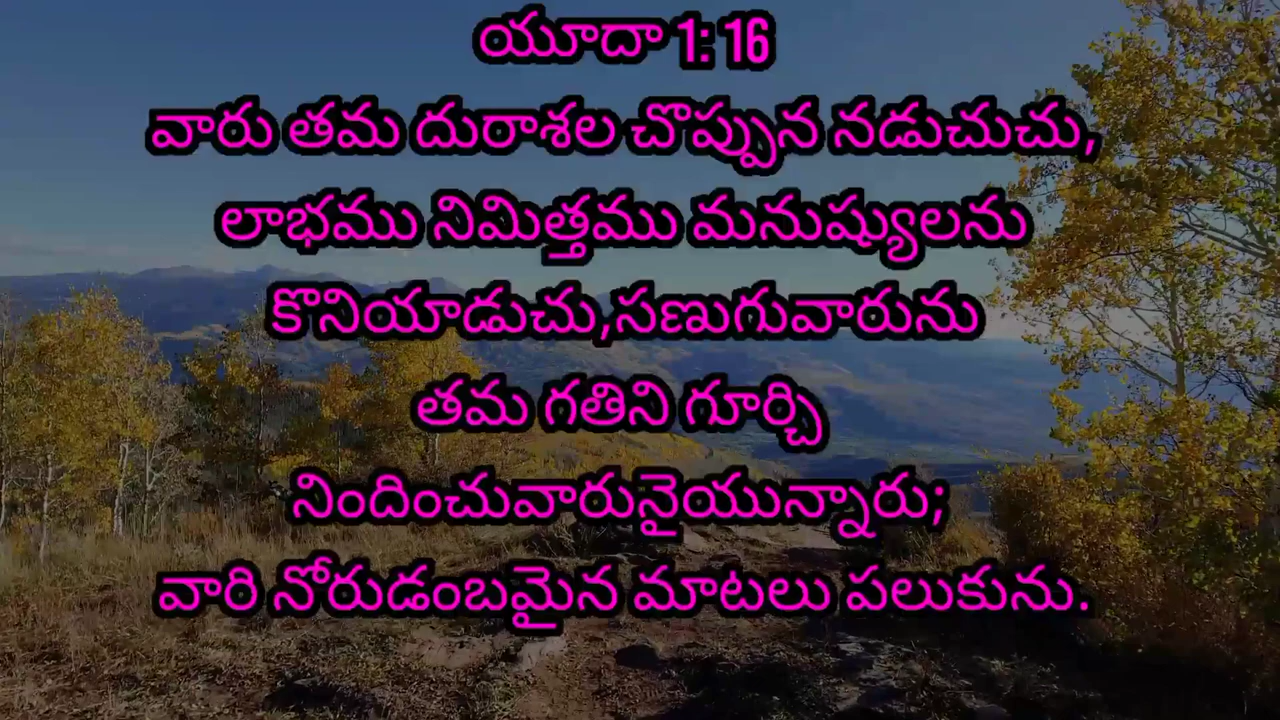 యూదా 1: 16
వారు తమ దురాశల చొప్పున నడుచుచు,
లాభము నిమిత్తము మనుష్యులను
కొనియాడుచు,సణుగువారును
తమ గతిని గూర్చి
నిందించువారునైయున్నారు;
వారి నోరుడంబమైన మాటలు పలుకును.